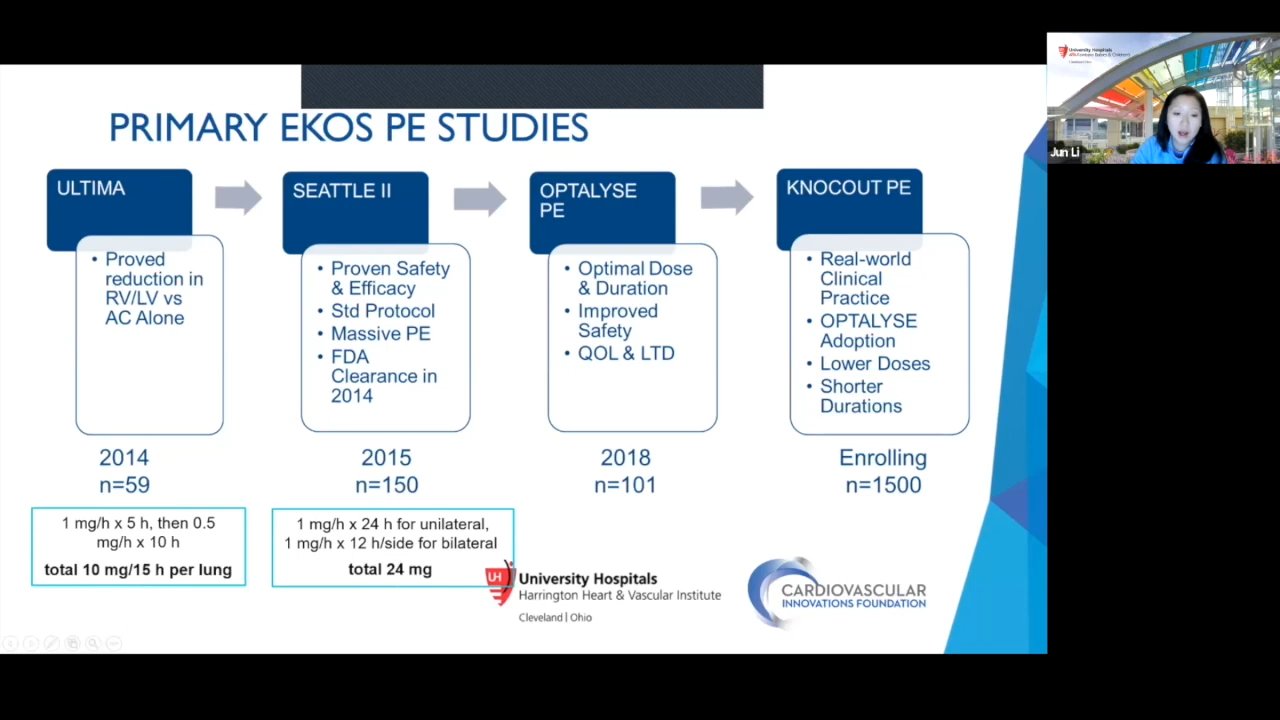 PRIMARY EKOS PE STUDIES
ULTIMA
• Proved
reduction in
RV/LV vs
AC Alone
2014
n=59
1 mg/h x 5 h, then 0.5
mg/h x 10 h
total 10 mg/15 h per lung
SEATTLE II
• Proven Safety
& Efficacy
• Std Protocol
• Massive PE
• FDA
Clearance in
2014
2015
n=150
1 mg/h x 24 h for unilateral,
1 mg/h x 12 h/side for bilateral
total 24 mg
OPTALYSE
PE
• Optimal Dose
& Duration
• Improved
Safety
• QOL & LTD
2018
n=101
KNOCOUT PE
• Real-world
Clinical
Practice
• OPTALYSE
Adoption
• Lower Doses
• Shorter
Durations
Enrolling
n=1500
UH
University Hospitals
Harrington Heart & Vascular Institute
Cleveland | Ohio
CARDIOVASCULAR
INNOVATIONS FOUNDATION
University Hospitals
Jun Li